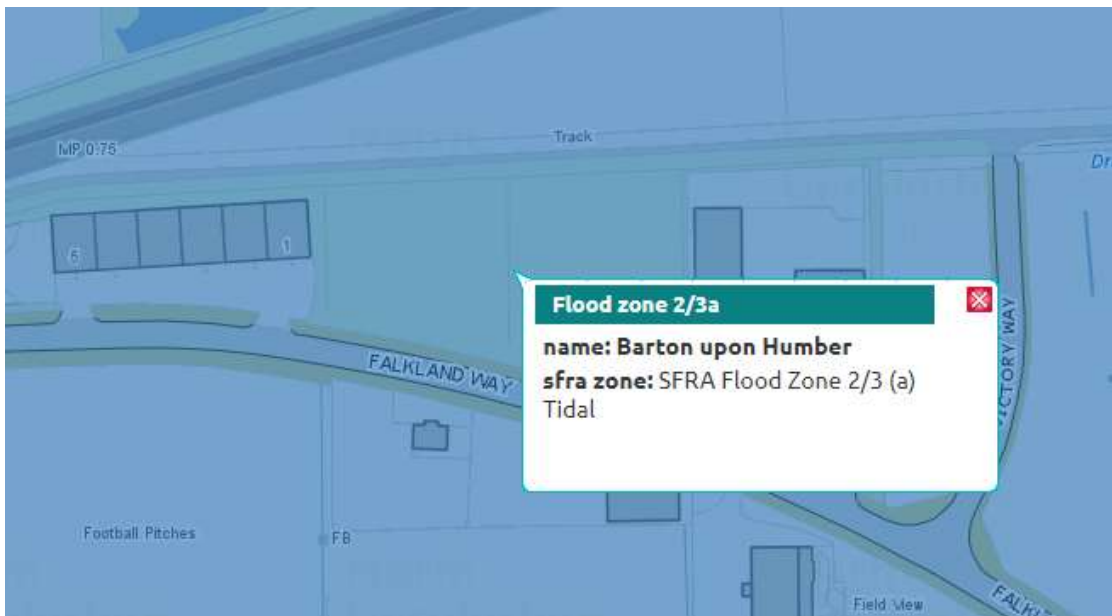 MP 0.75
Track
Dr
6
1
Flood zone 2/3a
name: Barton upon Humber
sfra zone: SFRA Flood Zone 2/3 (a)
Tidal
FALKLAND WAY
VICTORY WAY
Football Pitches
FB
Field View
FALK